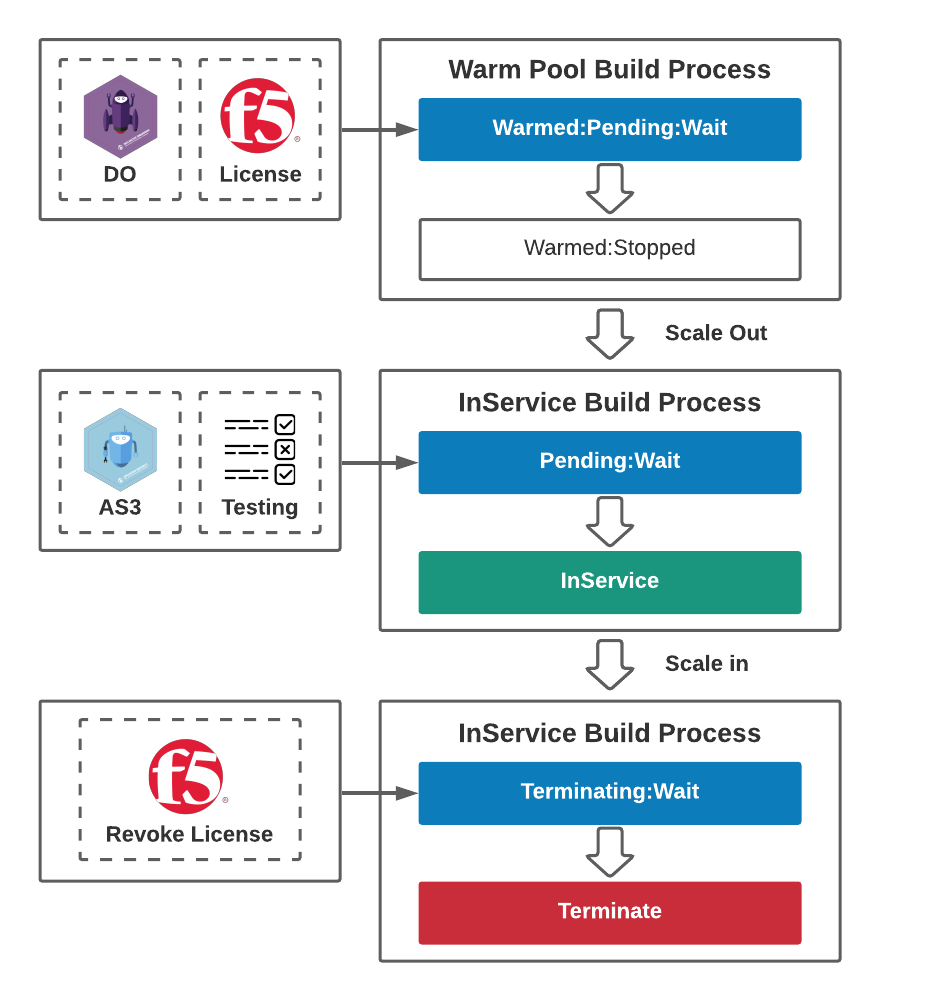 Warm Pool Build Process
DO
f5
®
License
Warmed:Pending:Wait
Warmed:Stopped
Scale Out
InService Build Process
AS3
Testing
Pending:Wait
InService
Scale in
InService Build Process
f5
®
Revoke License
Terminating:Wait
Terminate